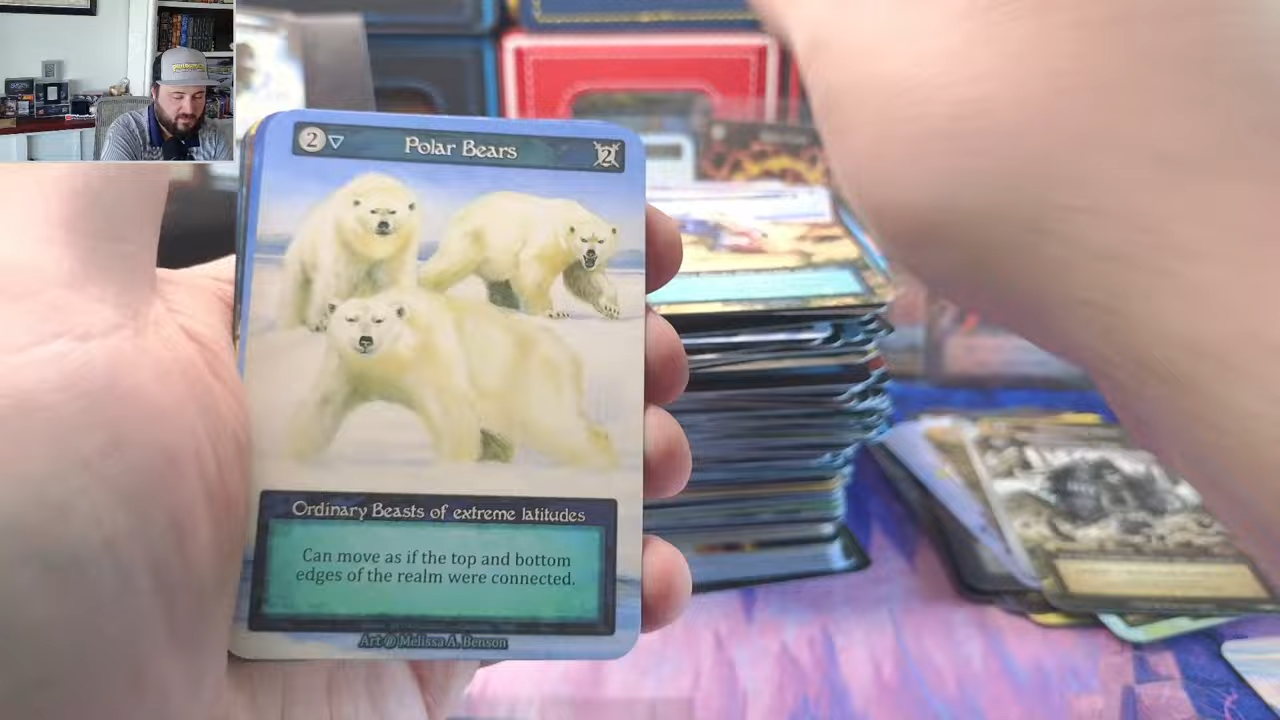 2
Polar Bears
2
Ordinary Beasts of extreme latitudes
Can move as if the top and bottom
edges of the realm were connected.
Art @ Melissa A. Benson